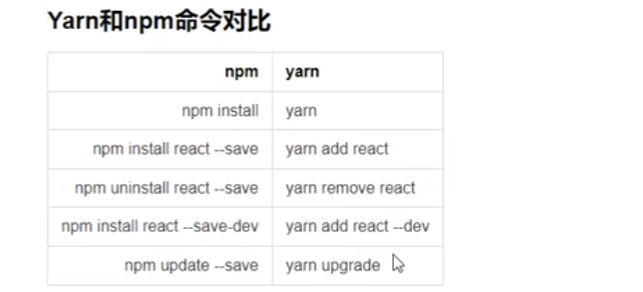 Yarn和npm命令对比
npm yarn
npm install yarn
npm install react --save yarn add react
npm uninstall react --save yarn remove react
npm install react --save-dev yarn add react --dev
npm update --save yarn upgrade